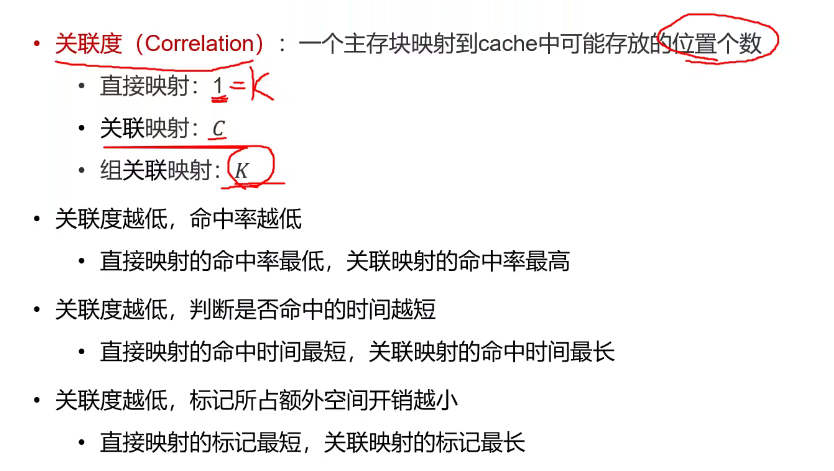 • 关联度（Correlation）：一个主存块映射到cache中可能存放的位置个数
• 直接映射：1=K
• 关联映射：C
• 组关联映射：K
• 关联度越低，命中率越低
• 直接映射的命中率最低，关联映射的命中率最高
• 关联度越低，判断是否命中的时间越短
• 直接映射的命中时间最短，关联映射的命中时间最长
• 关联度越低，标记所占额外空间开销越小
• 直接映射的标记最短，关联映射的标记最长